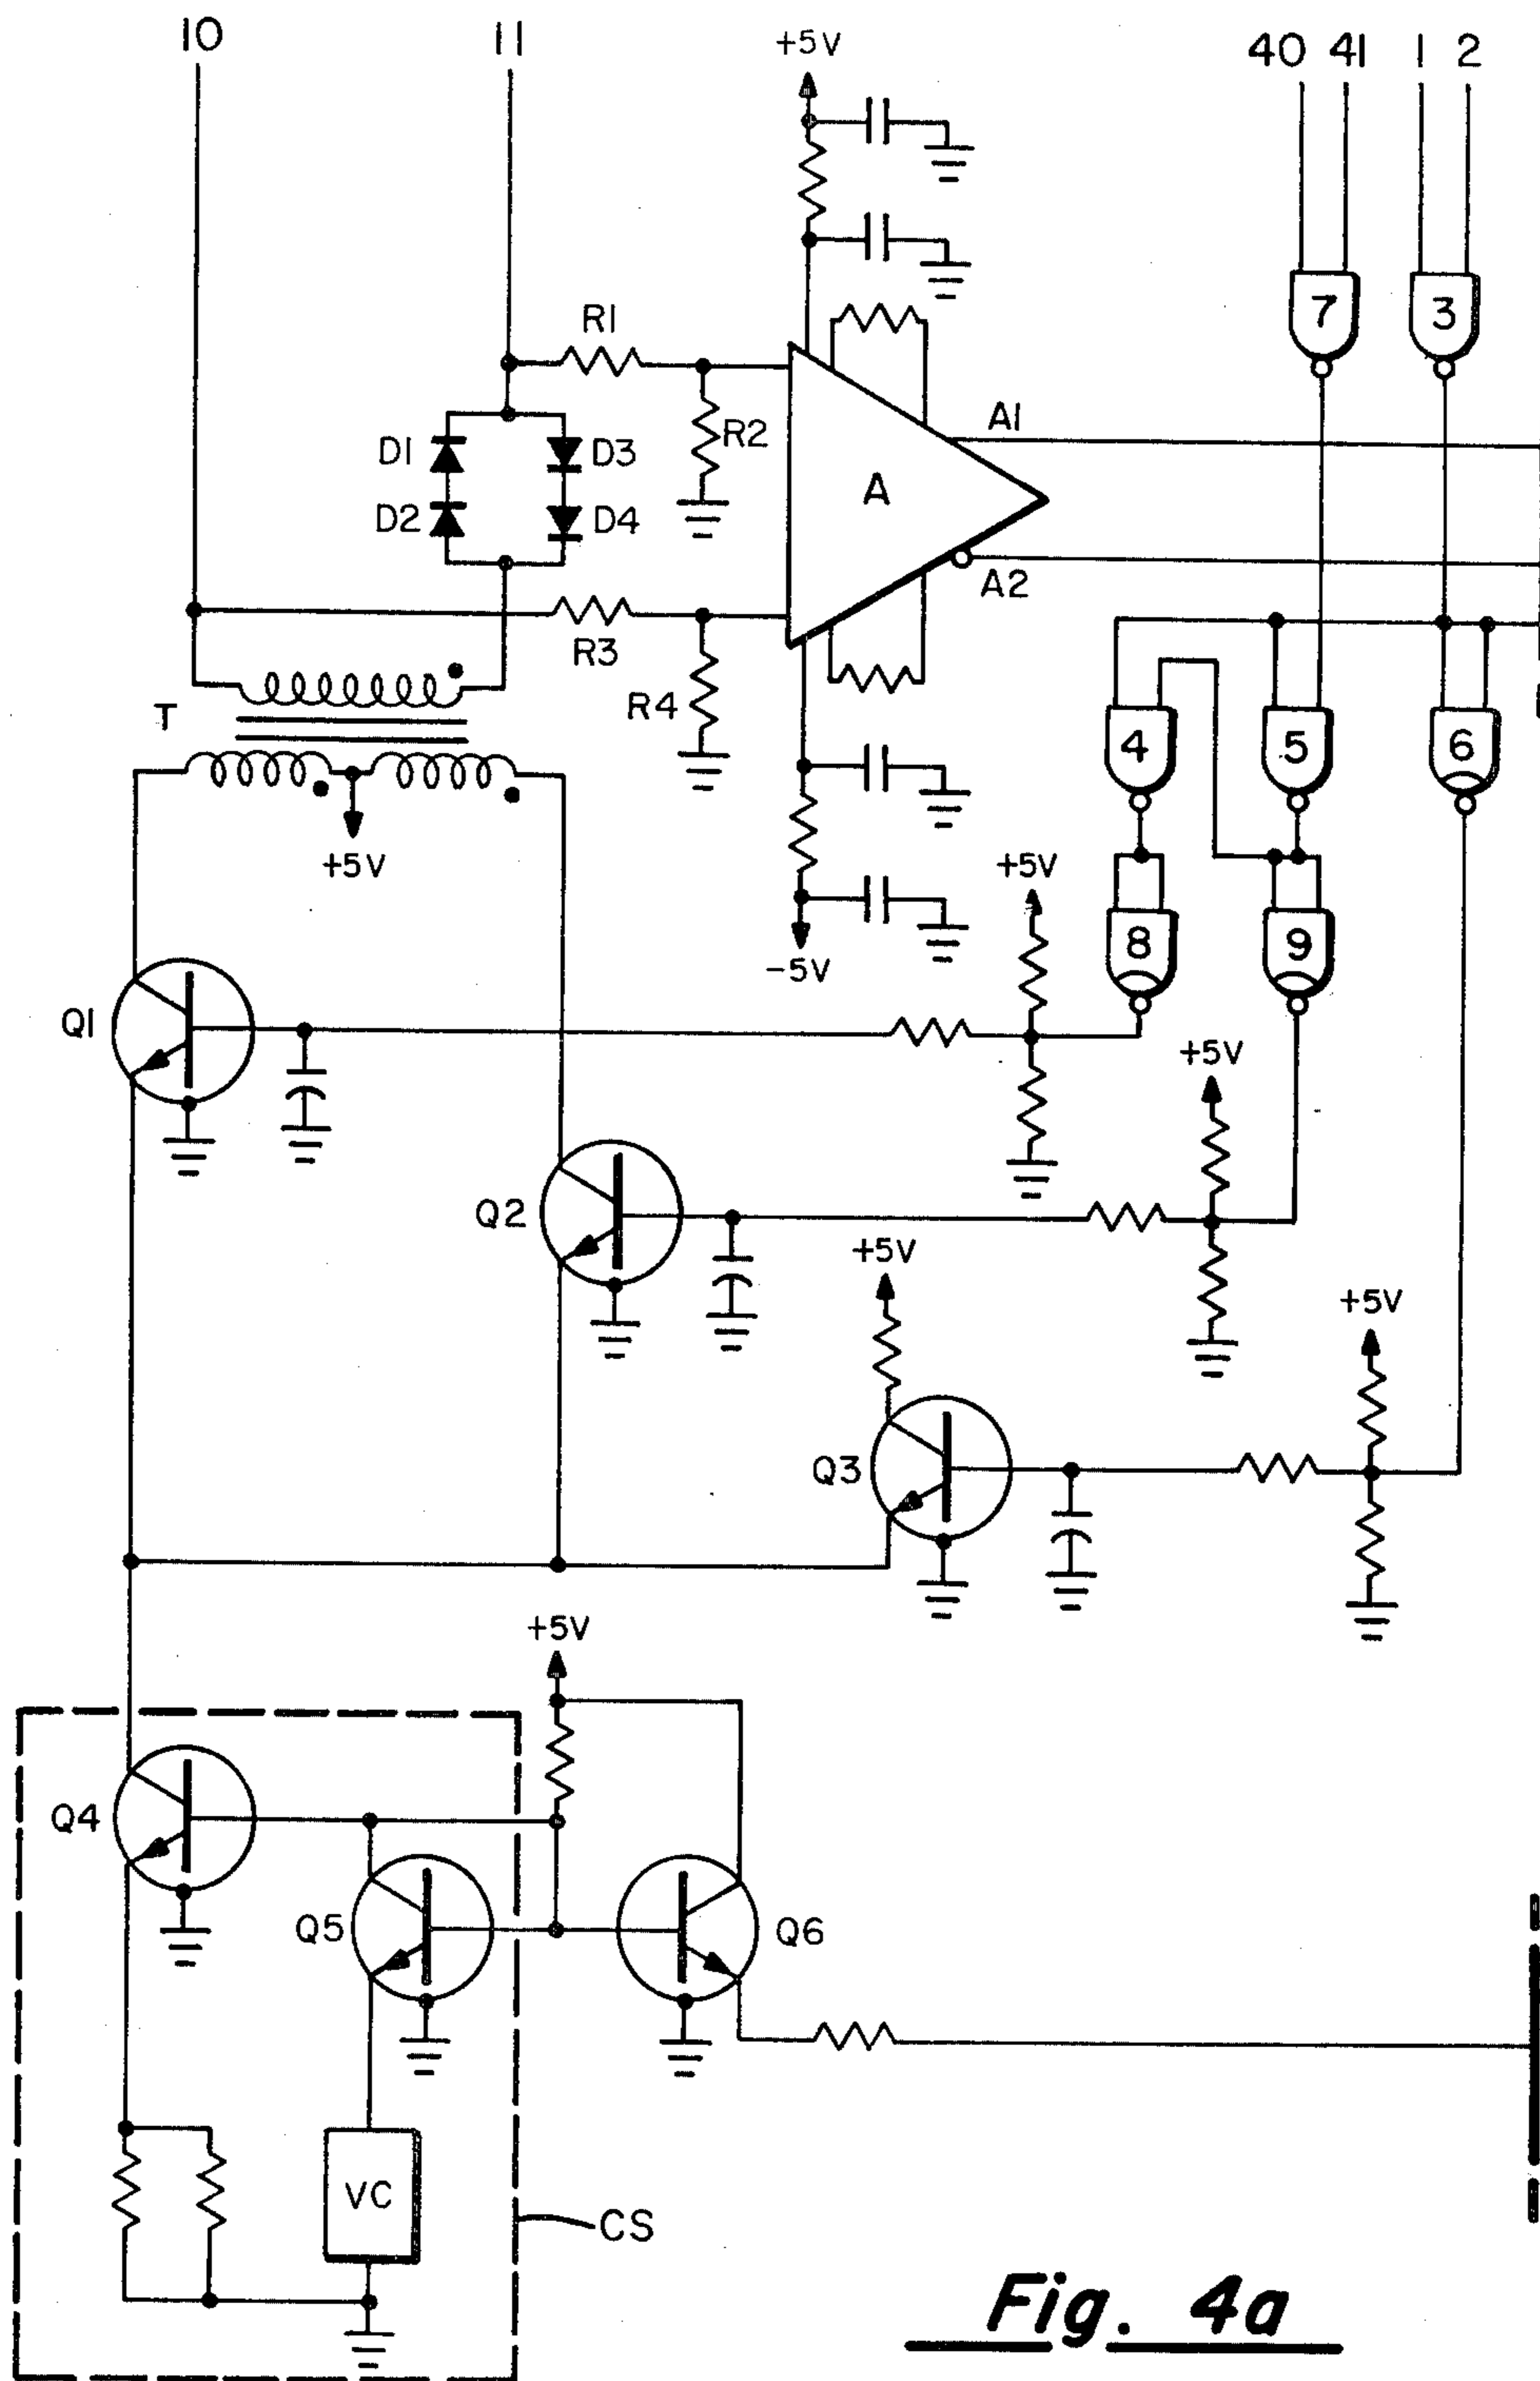 10 11 +5V 40 41 1 2
R1
7 3
A1
D1 D3 R2
A
D2 D4
A2
R3
R4
T
4 5 6
+5V
+5V
8 9
-5V
Q1
+5V
Q2
+5V
+5V
Q3
+5V
Q4
Q5 Q6
VC
CS
Fig. 4a